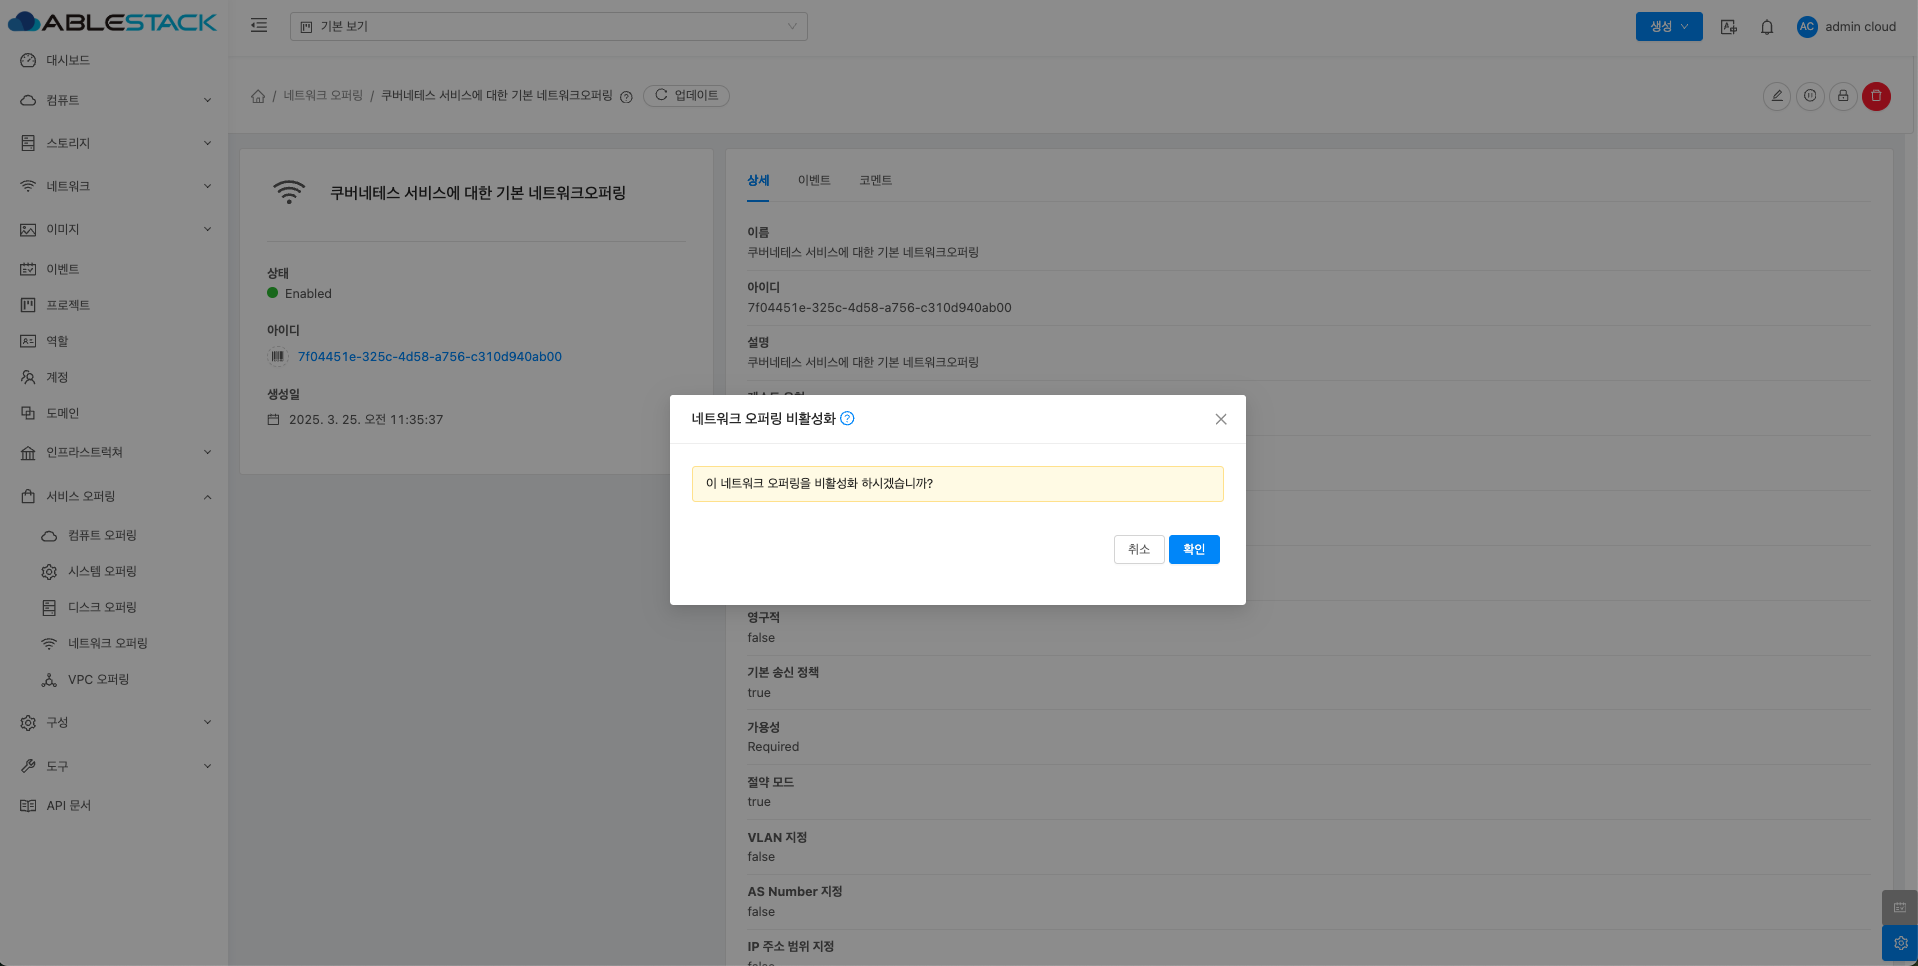 ABLESTACK
기본 보기
생성
AC
admin cloud
대시보드
컴퓨트
스토리지
네트워크
이미지
이벤트
프로젝트
역할
계정
도메인
인프라스트럭쳐
서비스 오퍼링
컴퓨트 오퍼링
시스템 오퍼링
디스크 오퍼링
네트워크 오퍼링
VPC 오퍼링
구성
도구
API 문서
/ 네트워크 오퍼링 / 쿠버네테스 서비스에 대한 기본 네트워크오퍼링
업데이트
쿠버네테스 서비스에 대한 기본 네트워크오퍼링
상태
Enabled
아이디
7f04451e-325c-4d58-a756-c310d940ab00
생성일
2025. 3. 25. 오전 11:35:37
상세 이벤트 코멘트
이름
쿠버네테스 서비스에 대한 기본 네트워크오퍼링
아이디
7f04451e-325c-4d58-a756-c310d940ab00
설명
쿠버네테스 서비스에 대한 기본 네트워크오퍼링
네트워크 오퍼링 비활성화
이 네트워크 오퍼링을 비활성화 하시겠습니까?
취소
확인
영구적
false
기본 송신 정책
true
가용성
Required
절약 모드
true
VLAN 지정
false
AS Number 지정
false
IP 주소 범위 지정
false